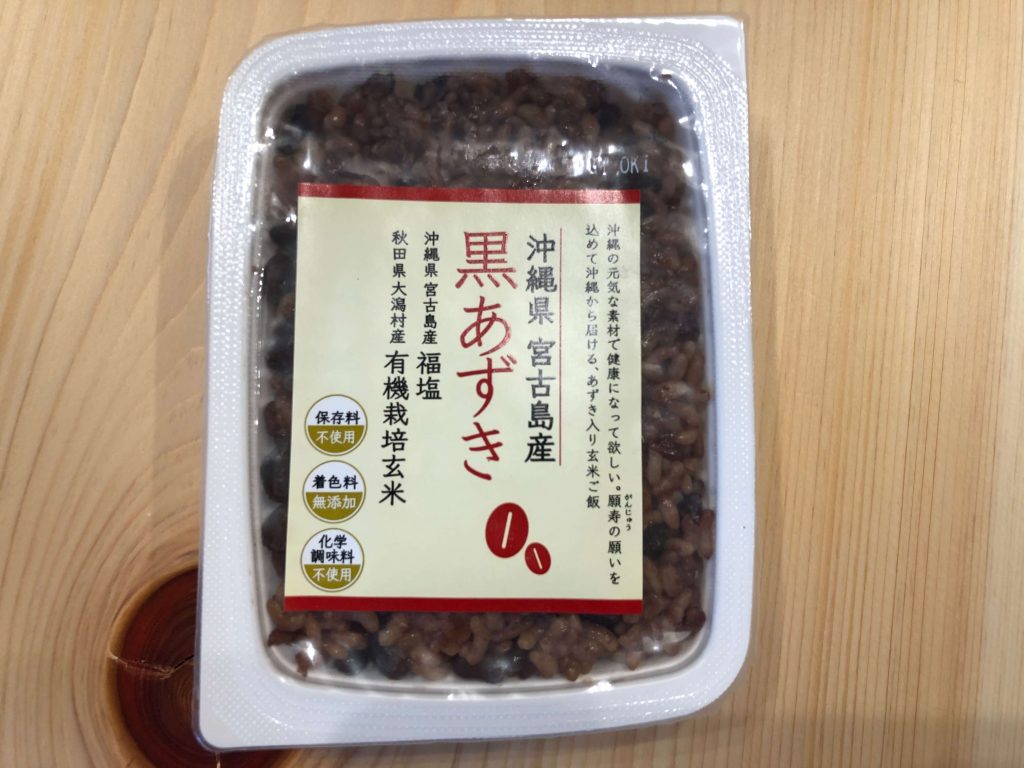 沖縄の元気な素材で健康になって欲しい。願寿の願いを
がんじゅう
込めて沖縄から届ける、あずき入り玄米ご飯
沖縄県 宮古島産
黒あずき
沖縄県 宮古島産 福塩
秋田県 大潟村産 有機栽培玄米
保存料
不使用
着色料
無添加
化学
調味料
不使用